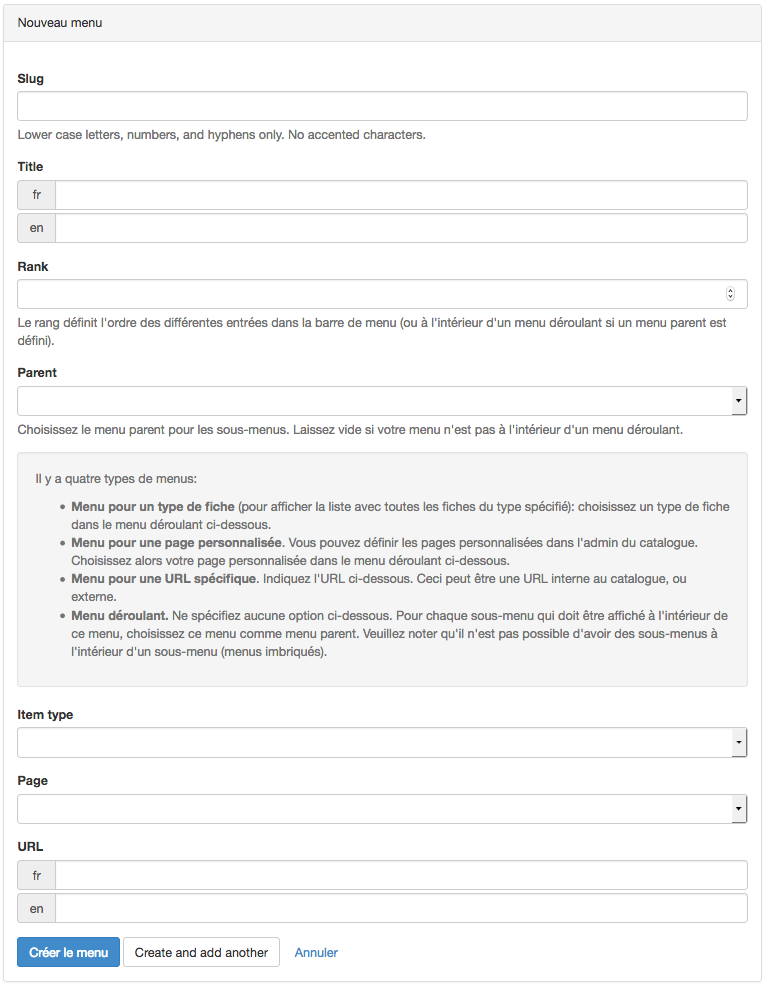 Nouveau menu
Slug
Lower case letters, numbers, and hyphens only. No accented characters.
Title
fr
en
Rank
Le rang définit l'ordre des différentes entrées dans la barre de menu (ou à l'intérieur d'un menu déroulant si un menu parent est
défini).
Parent
Choisissez le menu parent pour les sous-menus. Laissez vide si votre menu n'est pas à l'intérieur d'un menu déroulant.
Il y a quatre types de menus:
• Menu pour un type de fiche (pour afficher la liste avec toutes les fiches du type spécifié): choisissez un type de fiche
dans le menu déroulant ci-dessous.
• Menu pour une page personnalisée. Vous pouvez définir les pages personnalisées dans l'admin du catalogue.
Choisissez alors votre page personnalisée dans le menu déroulant ci-dessous.
• Menu pour une URL spécifique. Indiquez l'URL ci-dessous. Ceci peut être une URL interne au catalogue, ou
externe.
• Menu déroulant. Ne spécifiez aucune option ci-dessous. Pour chaque sous-menu qui doit être affiché à l'intérieur de
ce menu, choisissez ce menu comme menu parent. Veuillez noter qu'il n'est pas possible d'avoir des sous-menus à
l'intérieur d'un sous-menu (menus imbriqués).
Item type
Page
URL
fr
en
Créer le menu Create and add another Annuler